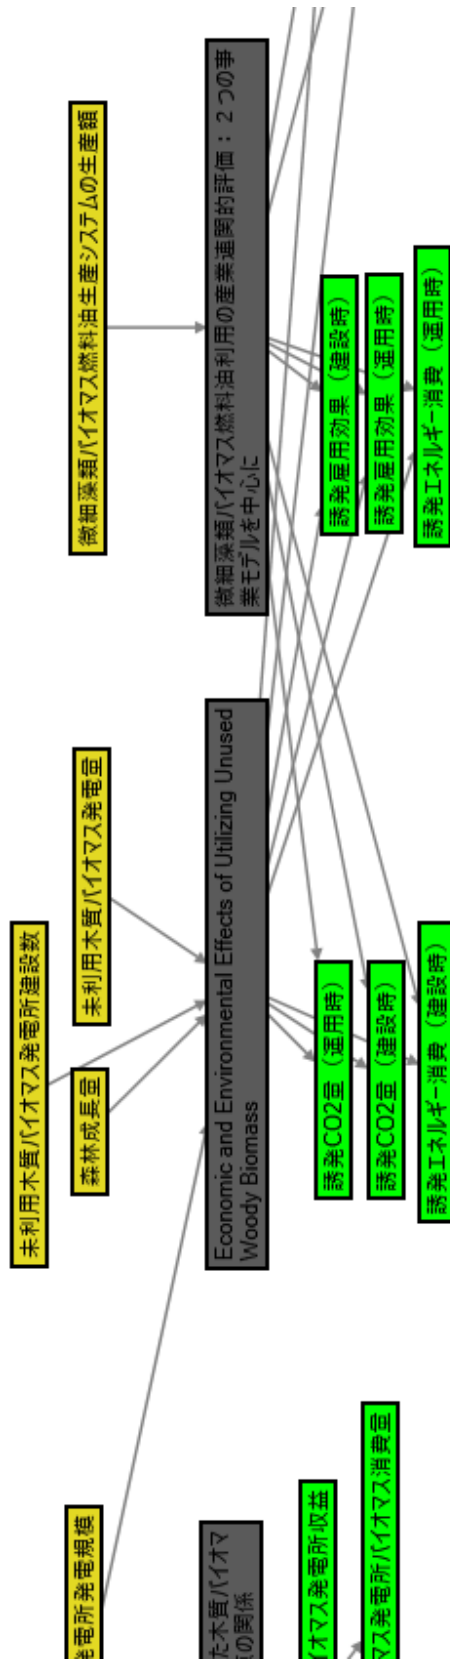 微細藻類バイオマス燃料油生産システムの生産額
微細藻類バイオマス燃料油利用の産業連関的評価：２つの事
業モデルを中心に
誘発雇用効果（建設時）
誘発雇用効果（運用時）
誘発エネルギー消費（運用時）
未利用木質バイオマス発電所建設数
未利用木質バイオマス発電量
森林成長量
Economic and Environmental Effects of Utilizing Unused
Woody Biomass
誘発CO2量（運用時）
誘発CO2量（建設時）
誘発エネルギー消費（建設時）
電所発電規模
た木質バイオマ
の関係
イオマス発電所収益
マス発電所バイオマス消費量